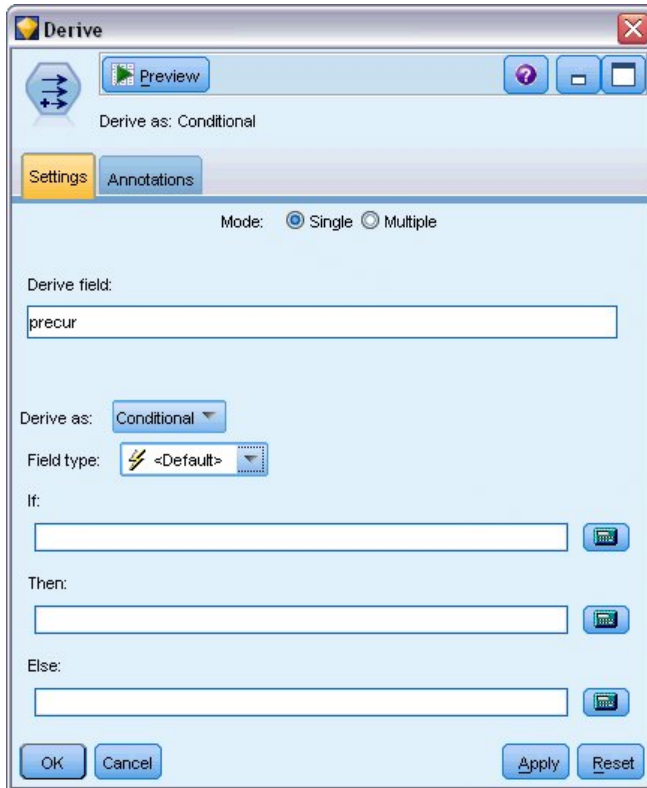 Derive
Preview
?
Derive as: Conditional
Settings Annotations
Mode: Single Multiple
Derive field:
precur
Derive as: Conditional
Field type: <Default>
If:
Then:
Else:
OK Cancel Apply Reset